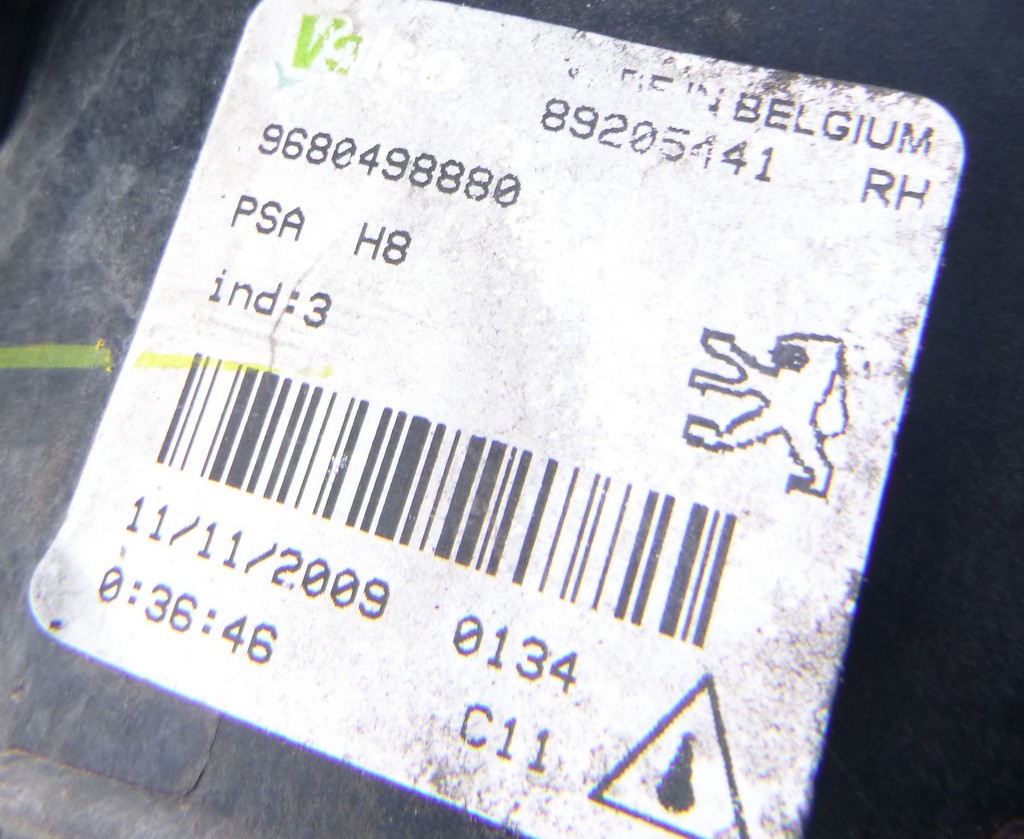 Valeo
IN BELGIUM
89205441 RH
9680498880
PSA H8
ind:3
11/11/2009 0134
0:36:46
C11